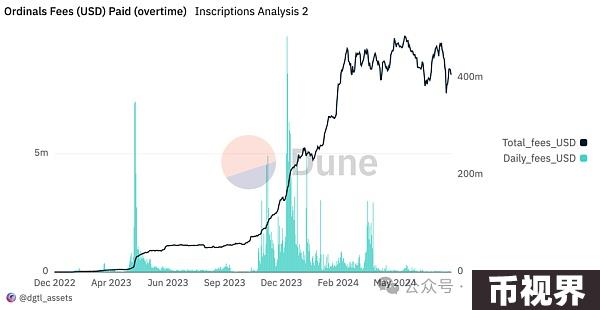 Ordinals Fees (USD) Paid (overtime) Inscriptions Analysis 2
Dune
5m
0
400m
200m
0
Total_fees_USD
Daily_fees_USD
Dec 2022 Apr 2023 Jun 2023 Sep 2023 Dec 2023 Feb 2024 May 2024
@dgtl_assets
公众号 ·
币视界